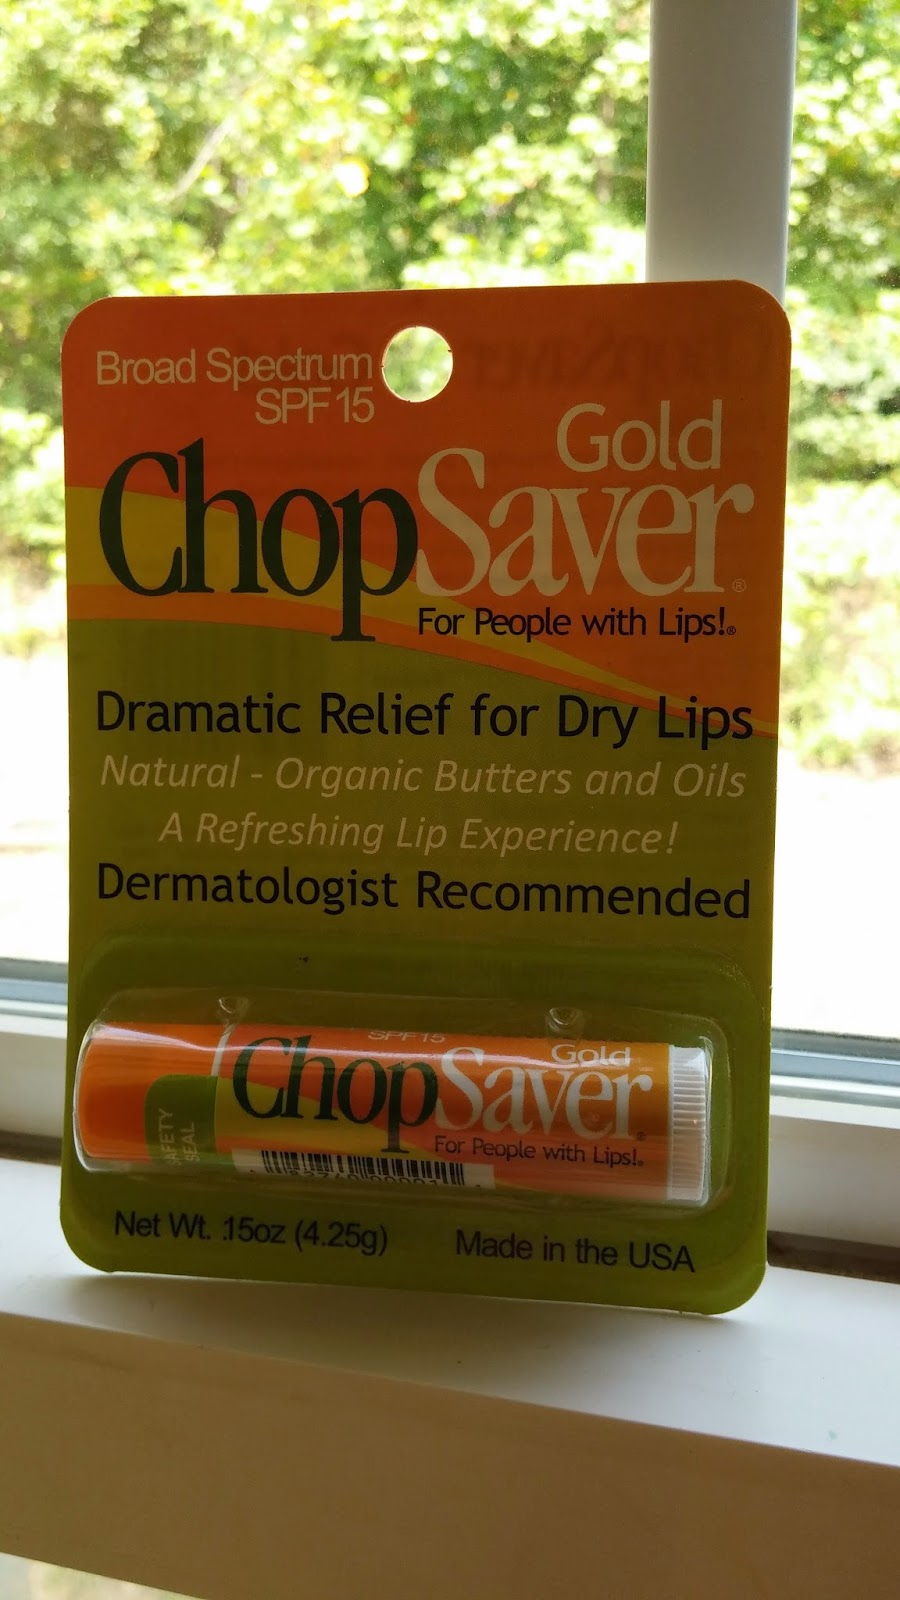 Broad Spectrum
SPF 15
Gold
ChopSaver®
For People with Lips!®
Dramatic Relief for Dry Lips
Natural - Organic Butters and Oils
A Refreshing Lip Experience!
Dermatologist Recommended
SPF 15
Gold
ChopSaver®
For People with Lips!®
SAFETY
SEAL
Net Wt. .15oz (4.25g)
Made in the USA